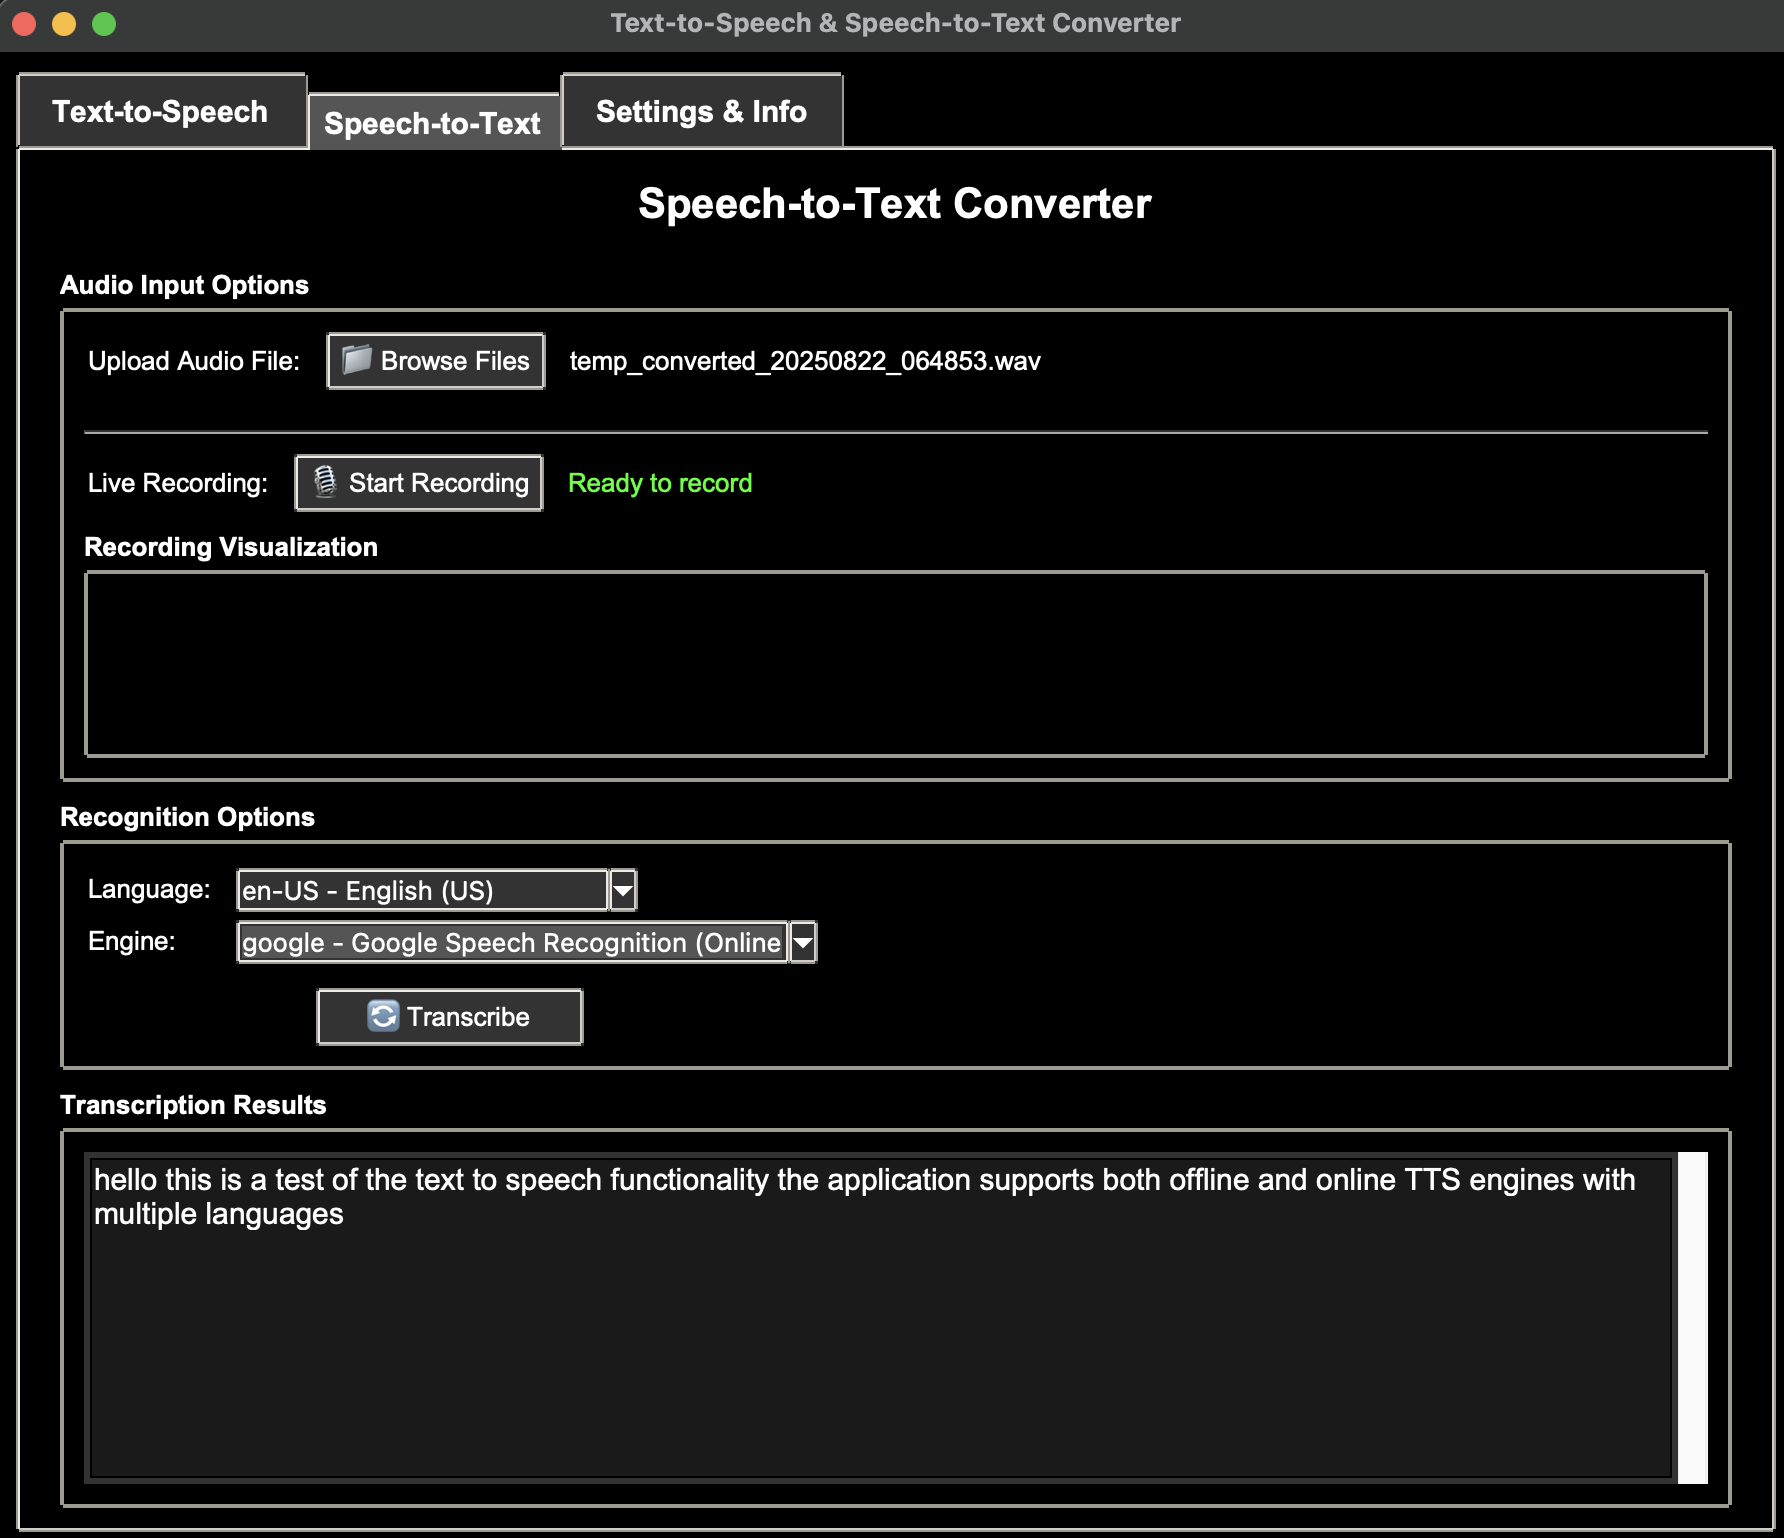 Text-to-Speech & Speech-to-Text Converter
Text-to-Speech
Speech-to-Text
Settings & Info
Speech-to-Text Converter
Audio Input Options
Upload Audio File:
Browse Files
temp_converted_20250822_064853.wav
Live Recording:
Start Recording
Ready to record
Recording Visualization
Recognition Options
Language:
en-US - English (US)
Engine:
google - Google Speech Recognition (Online
Transcribe
Transcription Results
hello this is a test of the text to speech functionality the application supports both offline and online TTS engines with
multiple languages